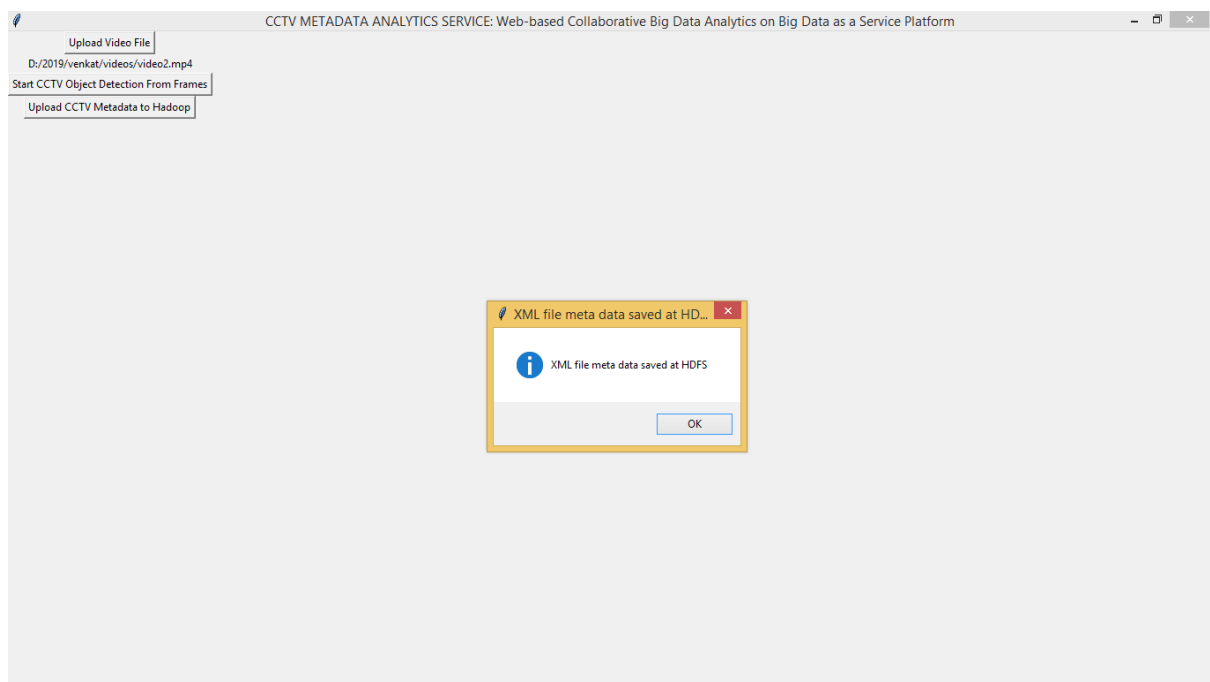 CCTV METADATA ANALYTICS SERVICE: Web-based Collaborative Big Data Analytics on Big Data as a Service Platform
Upload Video File
D:/2019/venkat/videos/video2.mp4
Start CCTV Object Detection From Frames
Upload CCTV Metadata to Hadoop
XML file meta data saved at HD...
XML file meta data saved at HDFS
OK